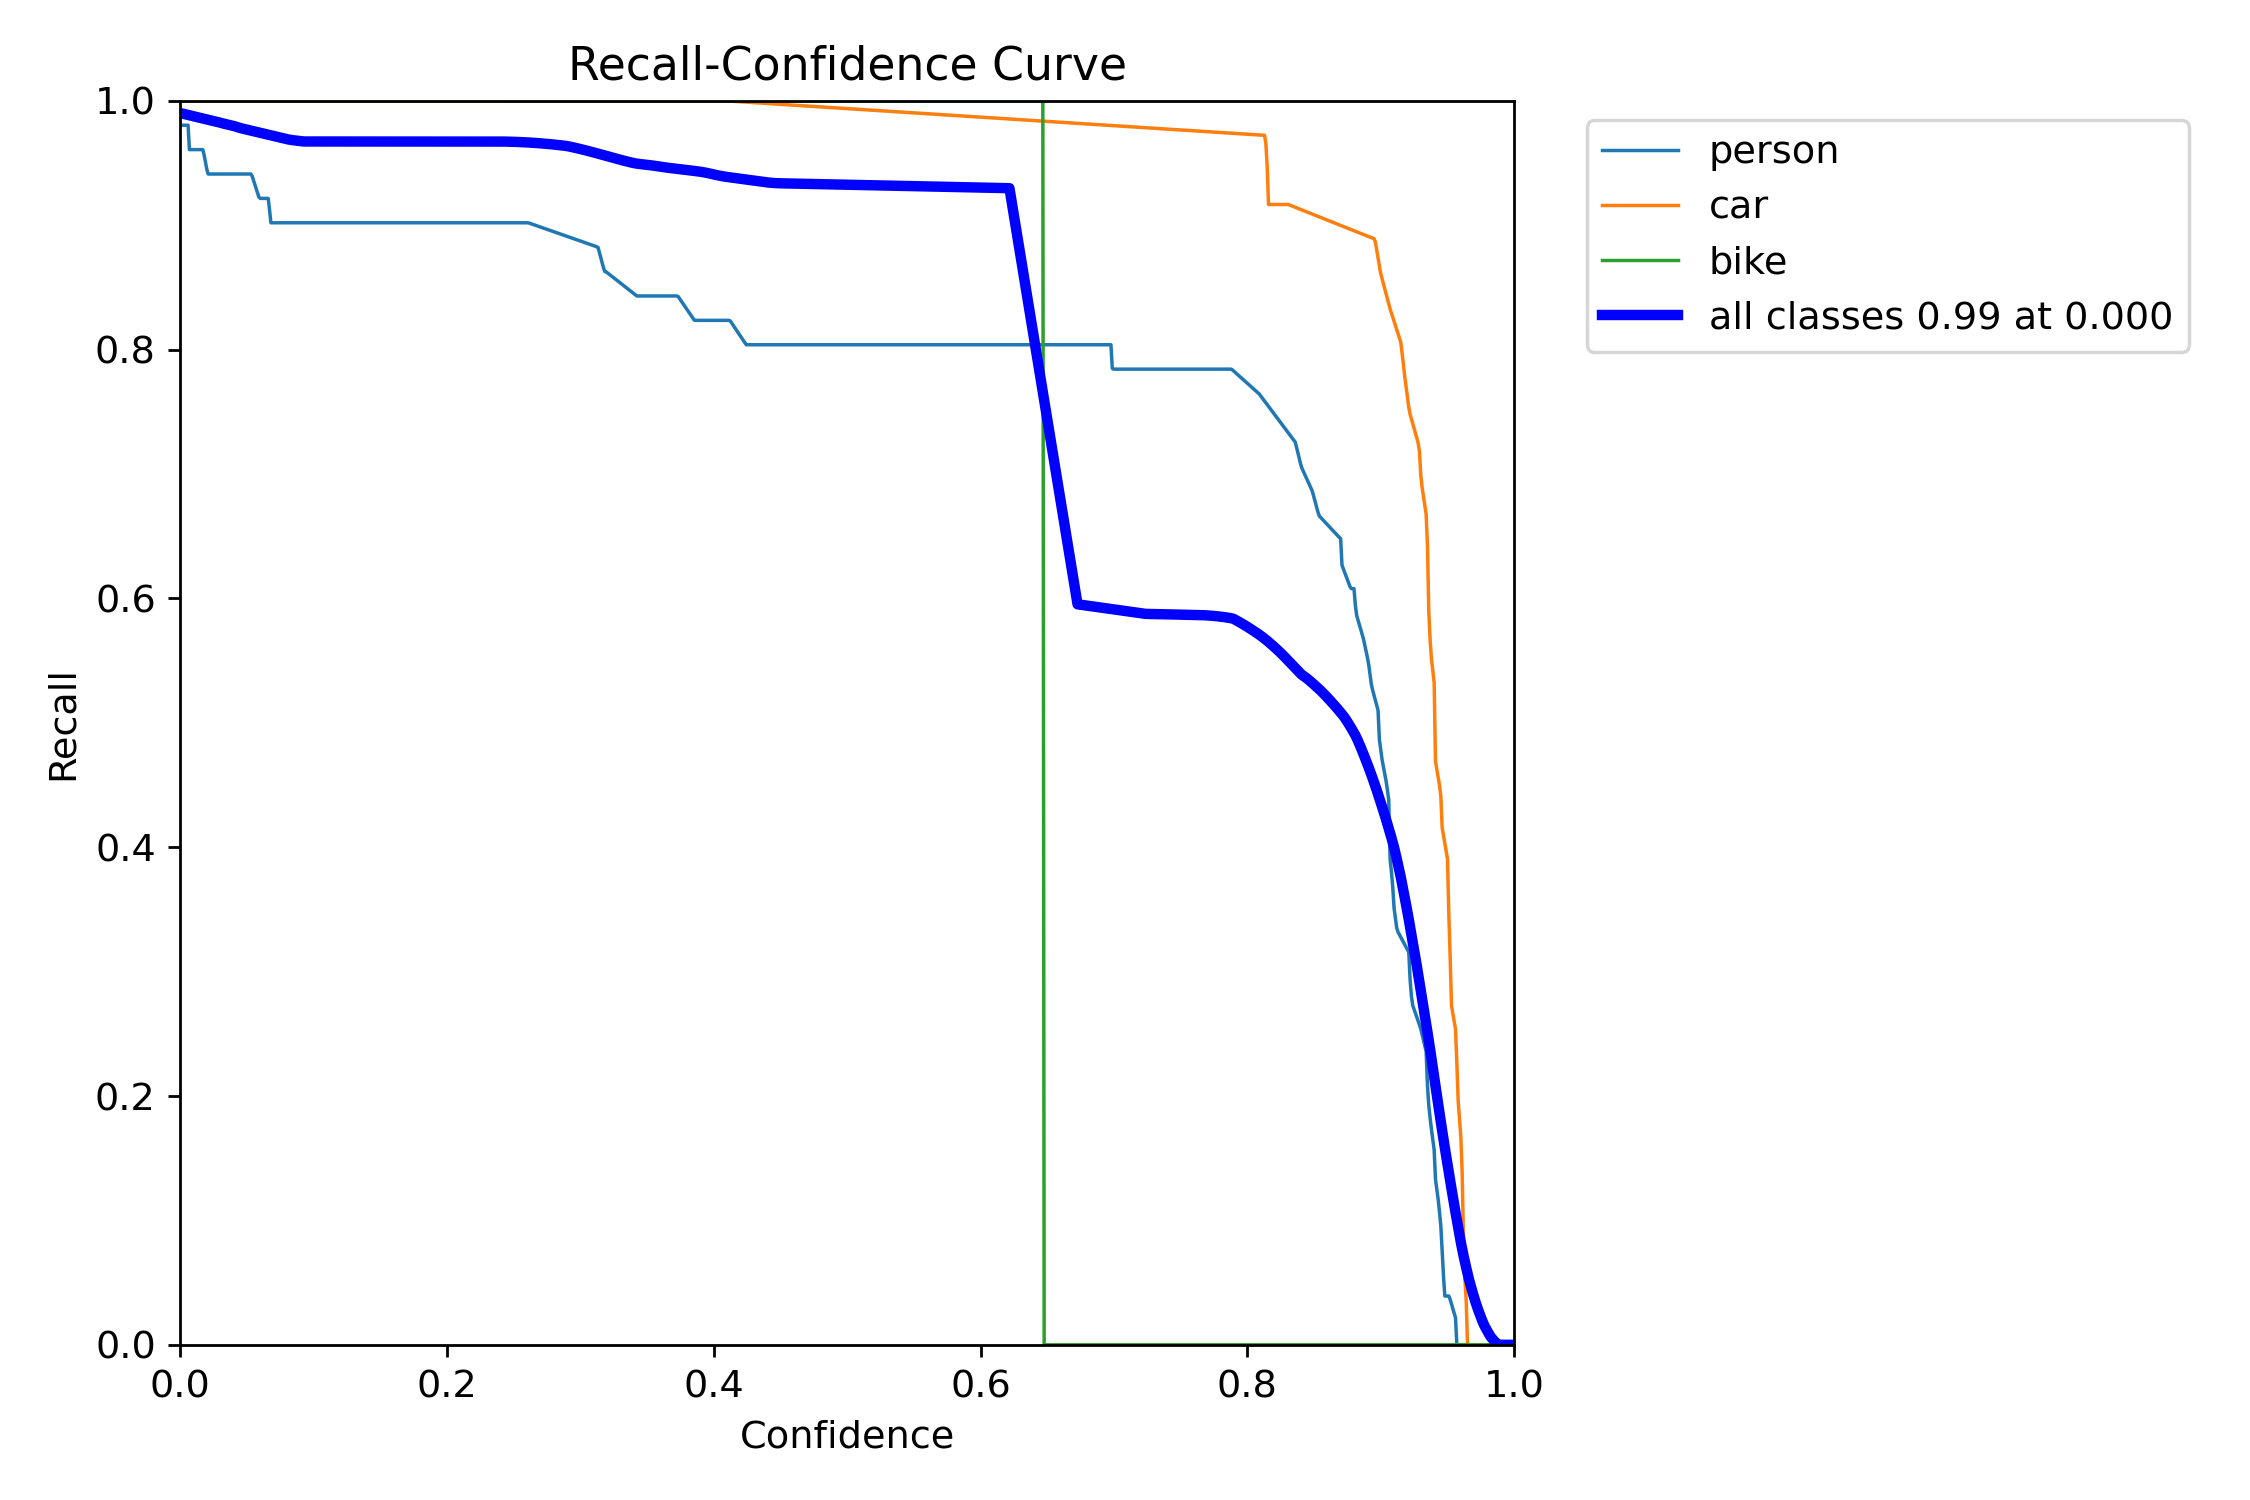 Recall-Confidence Curve
1.0
0.8
0.6
0.4
0.2
0.0
Recall
0.0 0.2 0.4 0.6 0.8 1.0
Confidence
person
car
bike
all classes 0.99 at 0.000